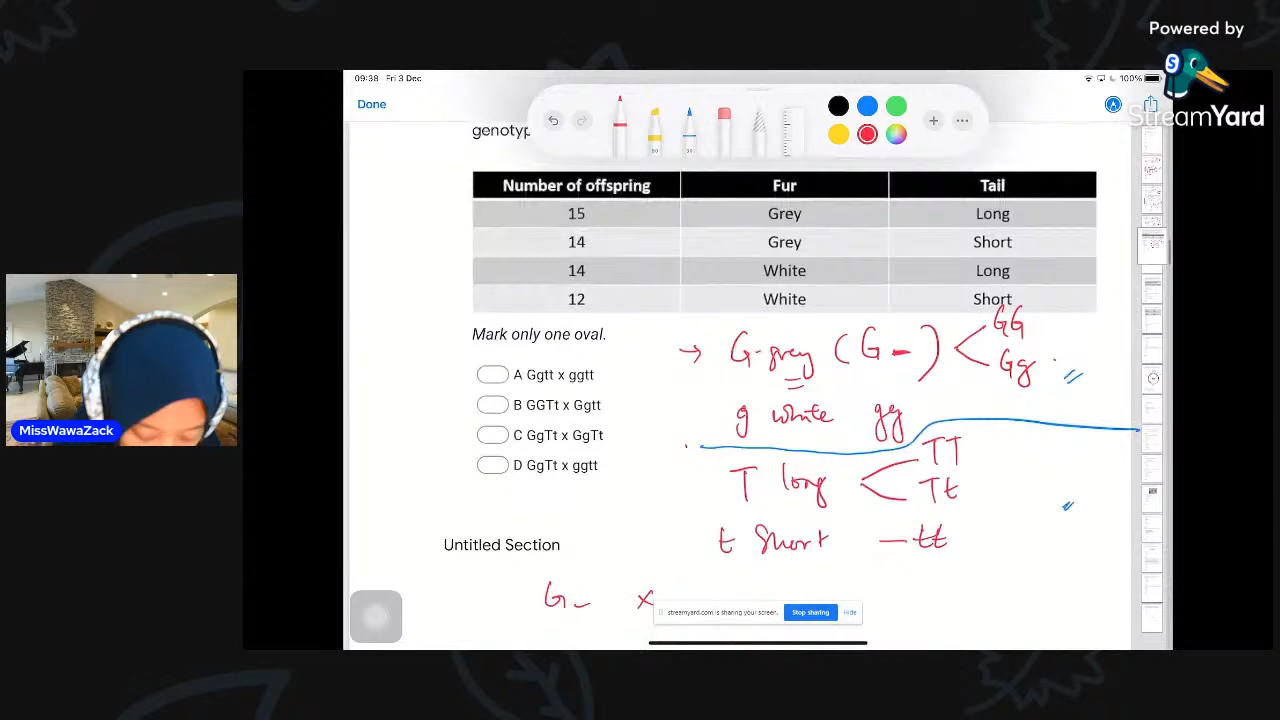 Powered by
StreamYard
09:38 Fri 3 Dec
100%
Done
genotyp
Number of offspring Fur Tail
15 Grey Long
14 Grey Short
14 White Long
12 White Short
Mark only one oval.
A Ggtt x ggtt
B GGTt x Ggtt
C GgTt x GgTt
D GgTt x ggtt
→ G-grey (G-) < GG
Gg
g white gg
T long < TT
Tt
t short - tt
Untitled Section
G- x
streamyard.com is sharing your screen.
Stop sharing
Hide
MissWawaZack